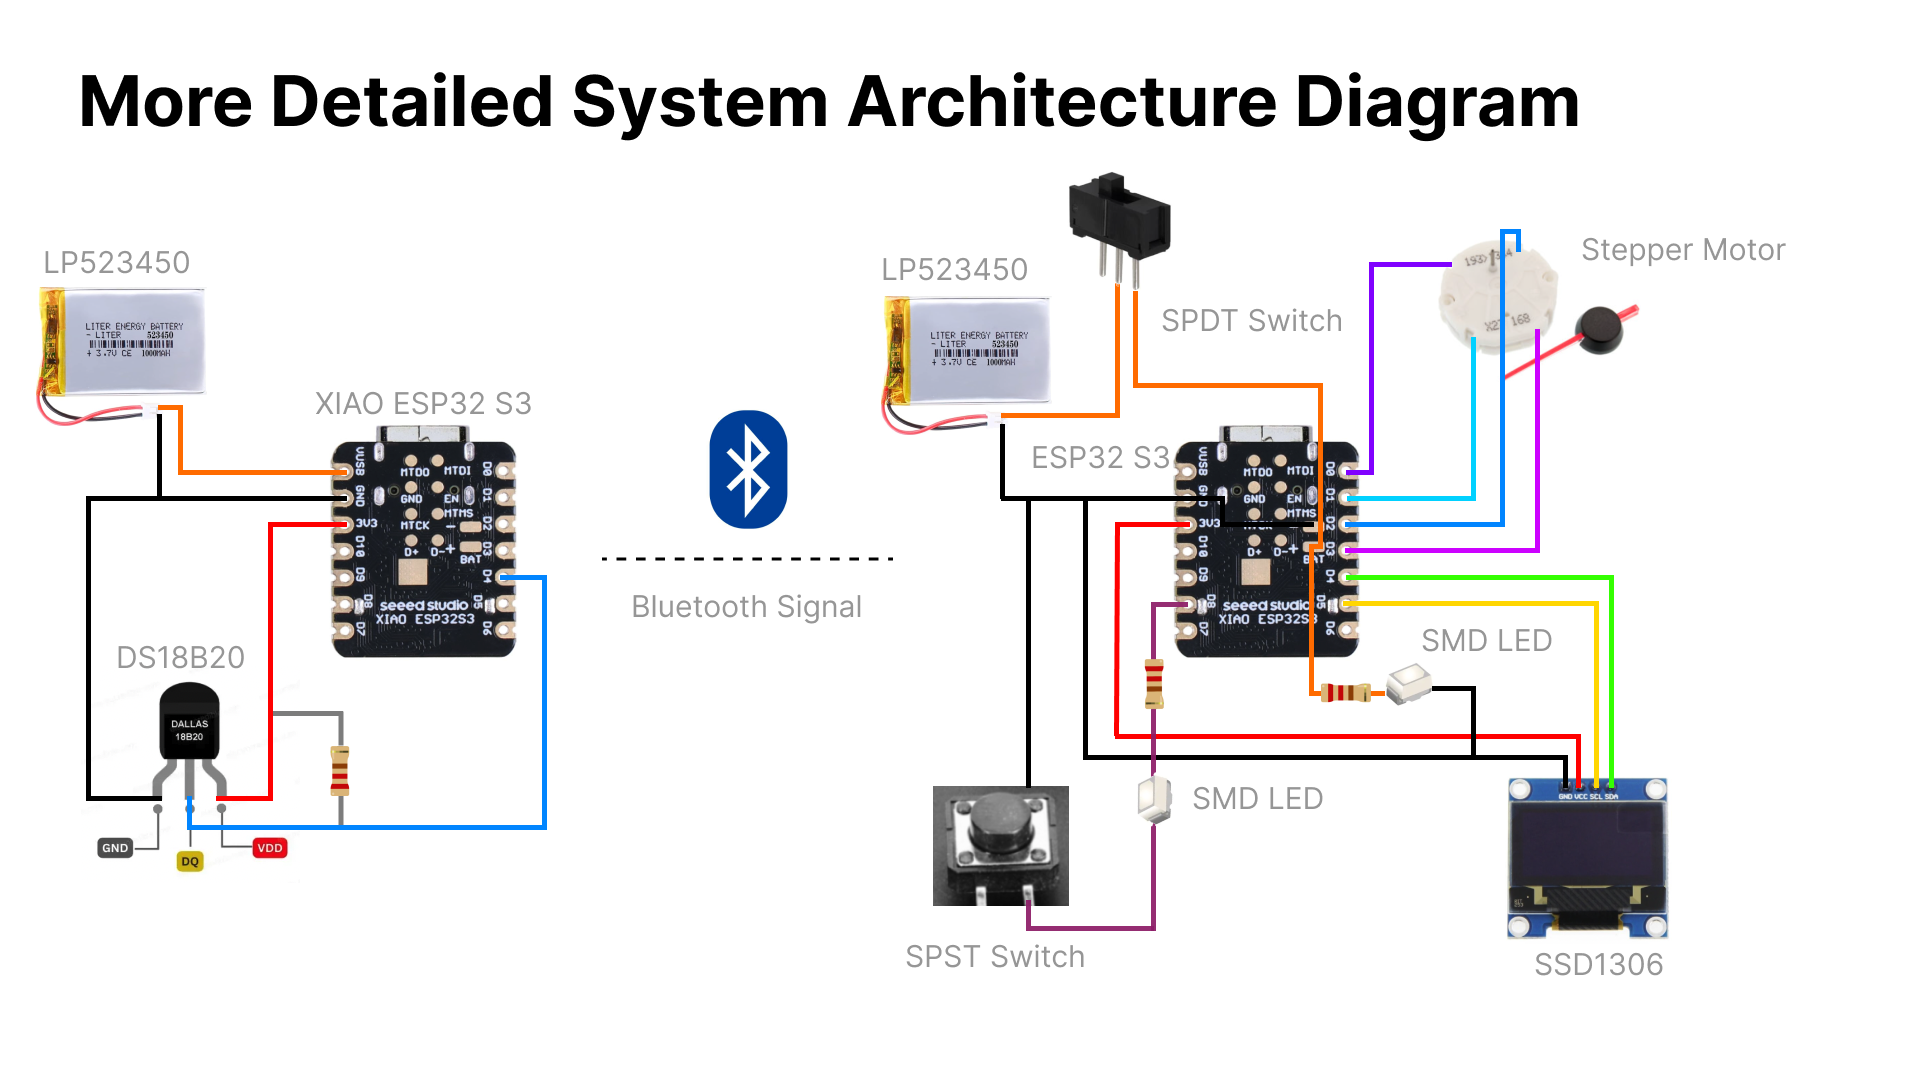 More Detailed System Architecture Diagram
LP523450
LITER ENERGY BATTERY
- LITER 523450
+ 3.7V CE 1000MAH
XIAO ESP32 S3
VUSB
GND
3V3
D10
D9
D8
D7
MTDO
MTDI
GND
EN
MTMS
MTCK
-
D+
D-
+
BAT
D0
D1
D2
D3
D4
D5
D6
seeed studio
XIAO ESP32S3
DS18B20
DALLAS
18B20
GND
DQ
VDD
Bluetooth Signal
LP523450
LITER ENERGY BATTERY
- LITER 523450
+ 3.7V CE 1000MAH
SPDT Switch
Stepper Motor
ESP32 S3
VUSB
GND
3V3
D10
D9
D8
D7
MTDO
MTDI
GND
EN
MTMS
MTCK
D+
D-
+
BAT
D0
D1
D2
D3
D4
D5
D6
seeed studio
XIAO ESP32S3
SMD LED
SMD LED
SPST Switch
GND VCC SCL SDA
SSD1306